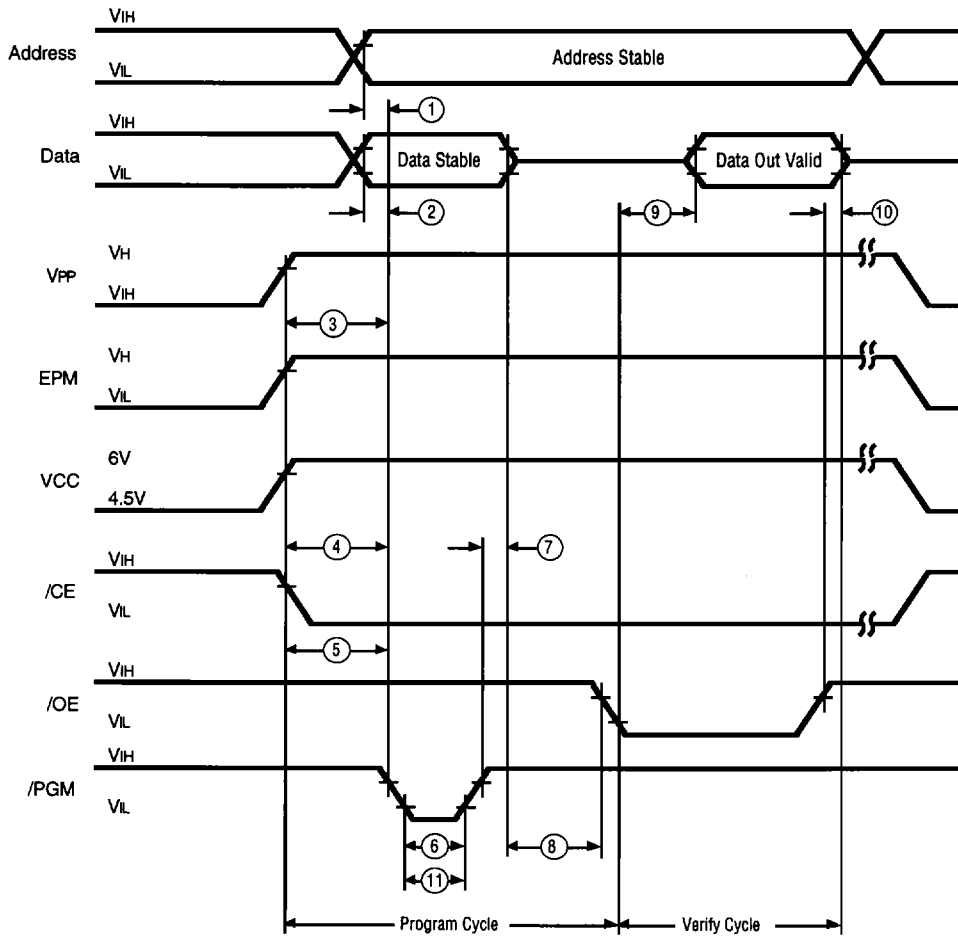 VIH
Address
Address Stable
VIL
1
VIH
Data
Data Stable
Data Out Valid
VIL
2
9
10
VH
VPP
VIH
3
VH
EPM
VIL
6V
VCC
4.5V
4
7
VIH
/CE
VIL
5
VIH
/OE
VIL
VIH
/PGM
VIL
6
8
11
Program Cycle
Verify Cycle